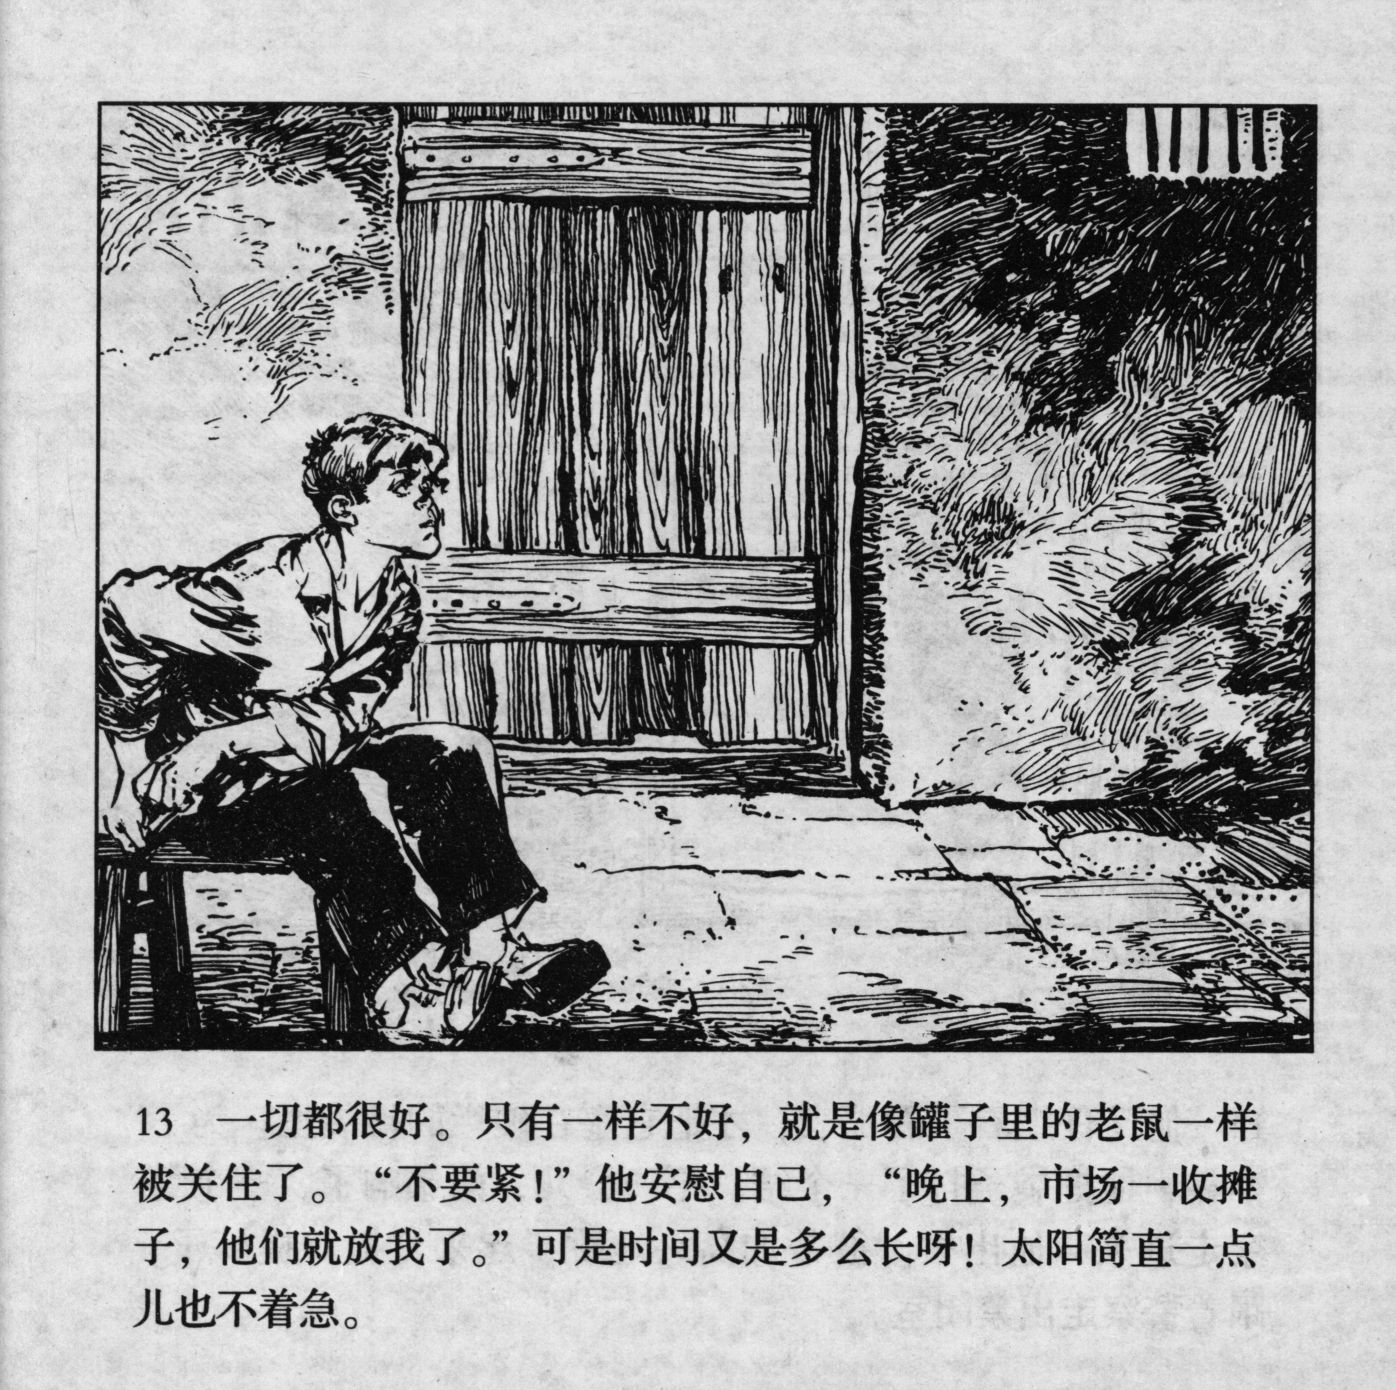 13　一切都很好。只有一样不好，就是像罐子里的老鼠一样
被关住了。“不要紧！”他安慰自己，“晚上，市场一收摊
子，他们就放我了。”可是时间又是多么长呀！太阳简直一点
儿也不着急。